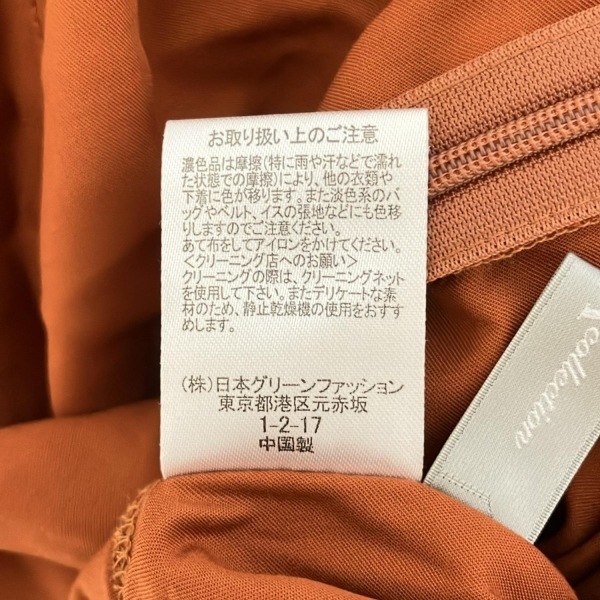 お取り扱い上のご注意
濃色品は摩擦(特に雨や汗などで濡れ
た状態での摩擦)により、他の衣類や
下着に色が移ります。また淡色系のバ
ッグやベルト、イスの張地などにも色移
りしますのでご注意ください。
あて布をしてアイロンをかけてください。
<クリーニング店へのお願い>
クリーニングの際は、クリーニングネット
を使用して下さい。またデリケートな素
材のため、静止乾燥機の使用をおすす
めします。
(株)日本グリーンファッション
東京都港区元赤坂
1-2-17
中国製
collection